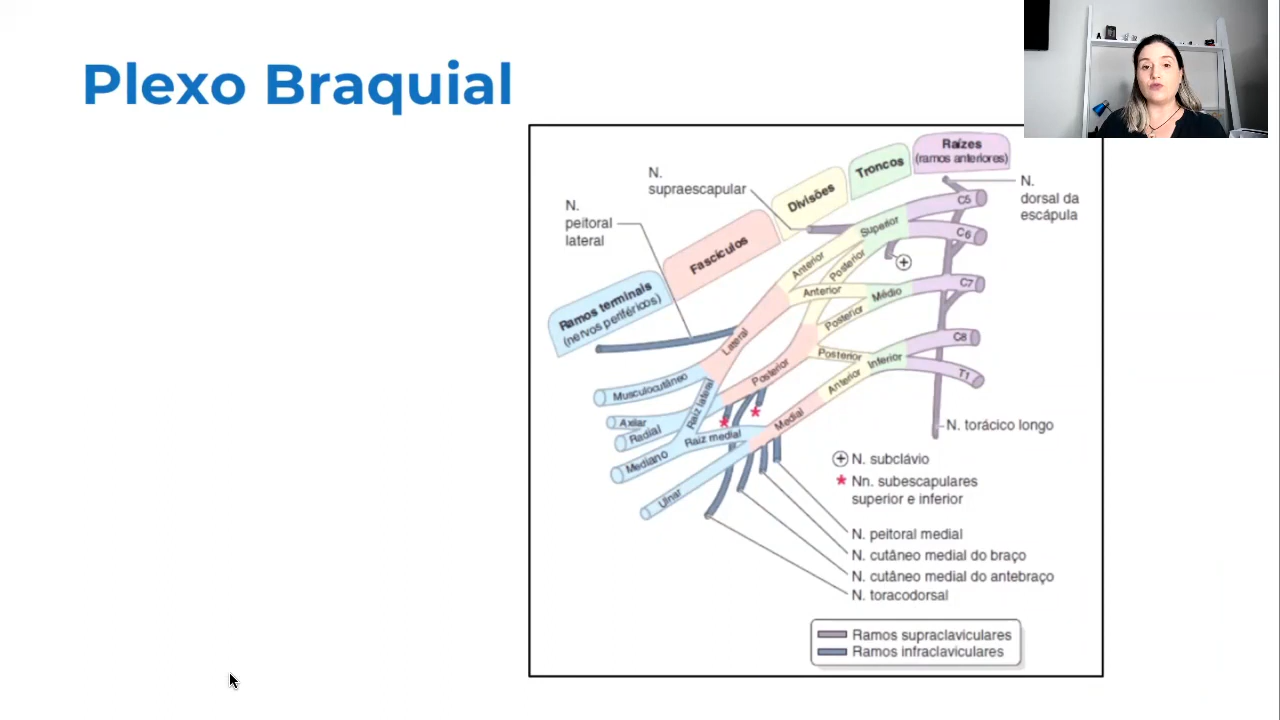 Plexo Braquial
Raízes
(ramos anteriores)
Troncos
Divisões
Fascículos
Ramos terminais
(nervos periféricos)
N.
supraescapular
N.
peitoral
lateral
N.
dorsal da
escápula
C5
C6
C7
C8
T1
Superior
Médio
Inferior
Anterior
Posterior
Anterior
Posterior
Posterior
Anterior
Lateral
Posterior
Medial
Musculocutâneo
Axilar
Radial
Mediano
Ulnar
Raiz lateral
Raiz medial
N. torácico longo
N. subclávio
* Nn. subescapulares
superior e inferior
N. peitoral medial
N. cutâneo medial do braço
N. cutâneo medial do antebraço
N. toracodorsal
Ramos supraclaviculares
Ramos infraclaviculares